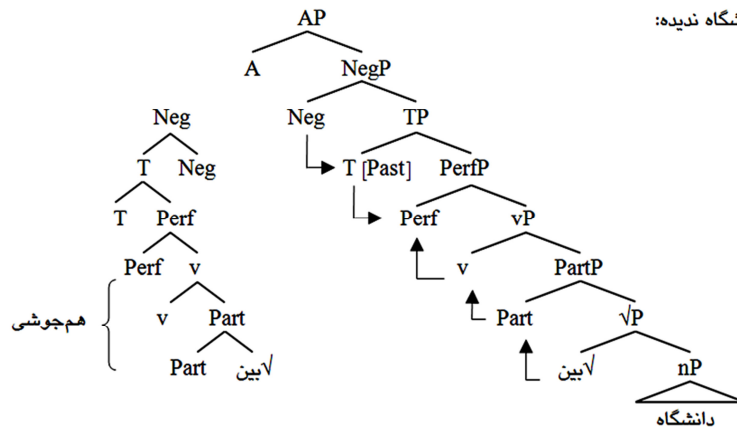 ندیده:
AP
A NegP
Neg Neg TP
T Neg T [Past] PerfP
T Perf Perf vP
Perf v v PartP
v Part Part √P
هم‌جوشی
Part √بین √بین nP
دانشگاه